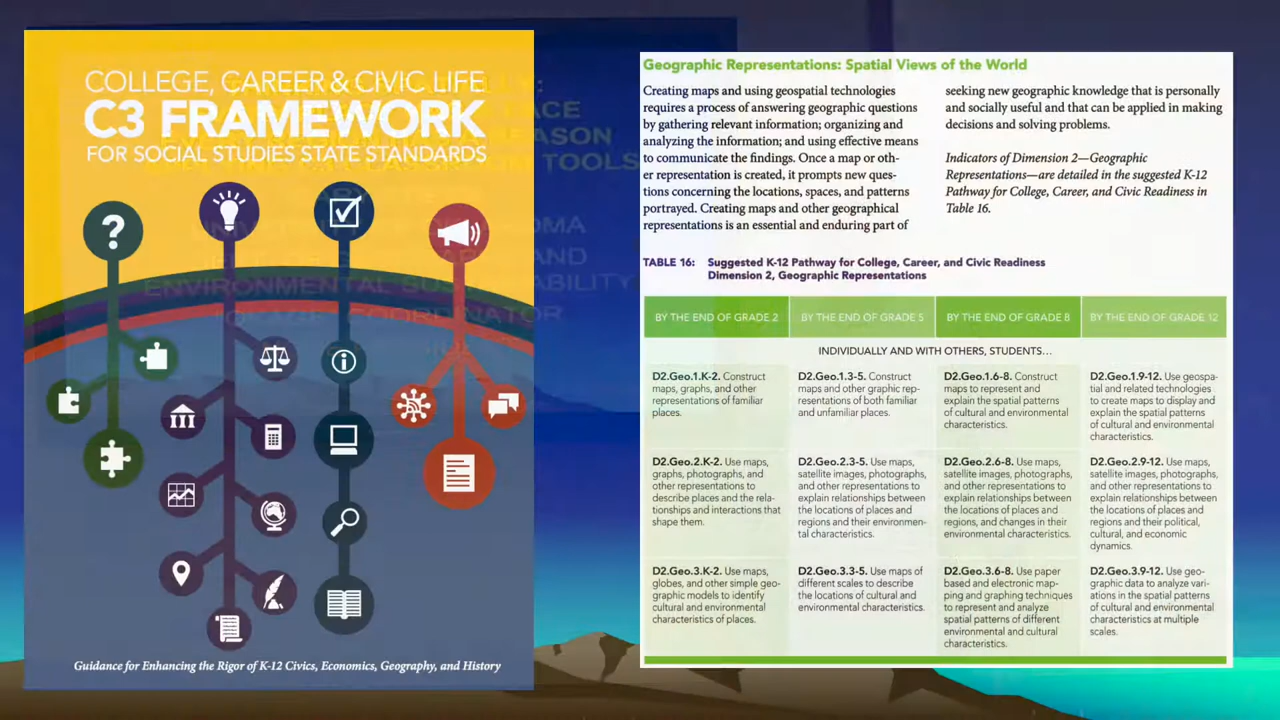 COLLEGE, CAREER & CIVIC LIFE
C3 FRAMEWORK
FOR SOCIAL STUDIES STATE STANDARDS
Guidance for Enhancing the Rigor of K-12 Civics, Economics, Geography, and History
Geographic Representations: Spatial Views of the World
Creating maps and using geospatial technologies
requires a process of answering geographic questions
by gathering relevant information; organizing and
analyzing the information; and using effective means
to communicate the findings. Once a map or oth-
er representation is created, it prompts new ques-
tions concerning the locations, spaces, and patterns
portrayed. Creating maps and other geographical
representations is an essential and enduring part of
seeking new geographic knowledge that is personally
and socially useful and that can be applied in making
decisions and solving problems.
Indicators of Dimension 2—Geographic
Representations—are detailed in the suggested K-12
Pathway for College, Career, and Civic Readiness in
Table 16.
TABLE 16: Suggested K-12 Pathway for College, Career, and Civic Readiness
Dimension 2, Geographic Representations
BY THE END OF GRADE 2
BY THE END OF GRADE 5
BY THE END OF GRADE 8
BY THE END OF GRADE 12
INDIVIDUALLY AND WITH OTHERS, STUDENTS…
D2.Geo.1.K-2. Construct
maps, graphs, and other
representations of familiar
places.
D2.Geo.1.3-5. Construct
maps and other graphic rep-
resentations of both familiar
and unfamiliar places.
D2.Geo.1.6-8. Construct
maps to represent and
explain the spatial patterns
of cultural and environmental
characteristics.
D2.Geo.1.9-12. Use geospa-
tial and related technologies
to create maps to display and
explain the spatial patterns
of cultural and environmental
characteristics.
D2.Geo.2.K-2. Use maps,
graphs, photographs, and
other representations to
describe places and the rela-
tionships and interactions that
shape them.
D2.Geo.2.3-5. Use maps,
satellite images, photographs,
and other representations to
explain relationships between
the locations of places and
regions and their environmen-
tal characteristics.
D2.Geo.2.6-8. Use maps,
satellite images, photographs,
and other representations to
explain relationships between
the locations of places and
regions, and changes in their
environmental characteristics.
D2.Geo.2.9-12. Use maps,
satellite images, photographs,
and other representations to
explain relationships between
the locations of places and
regions and their political,
cultural, and economic
dynamics.
D2.Geo.3.K-2. Use maps,
globes, and other simple geo-
graphic models to identify
cultural and environmental
characteristics of places.
D2.Geo.3.3-5. Use maps of
different scales to describe
the locations of cultural and
environmental characteristics.
D2.Geo.3.6-8. Use paper
based and electronic map-
ping and graphing techniques
to represent and analyze
spatial patterns of different
environmental and cultural
characteristics.
D2.Geo.3.9-12. Use geo-
graphic data to analyze vari-
ations in the spatial patterns
of cultural and environmental
characteristics at multiple
scales.